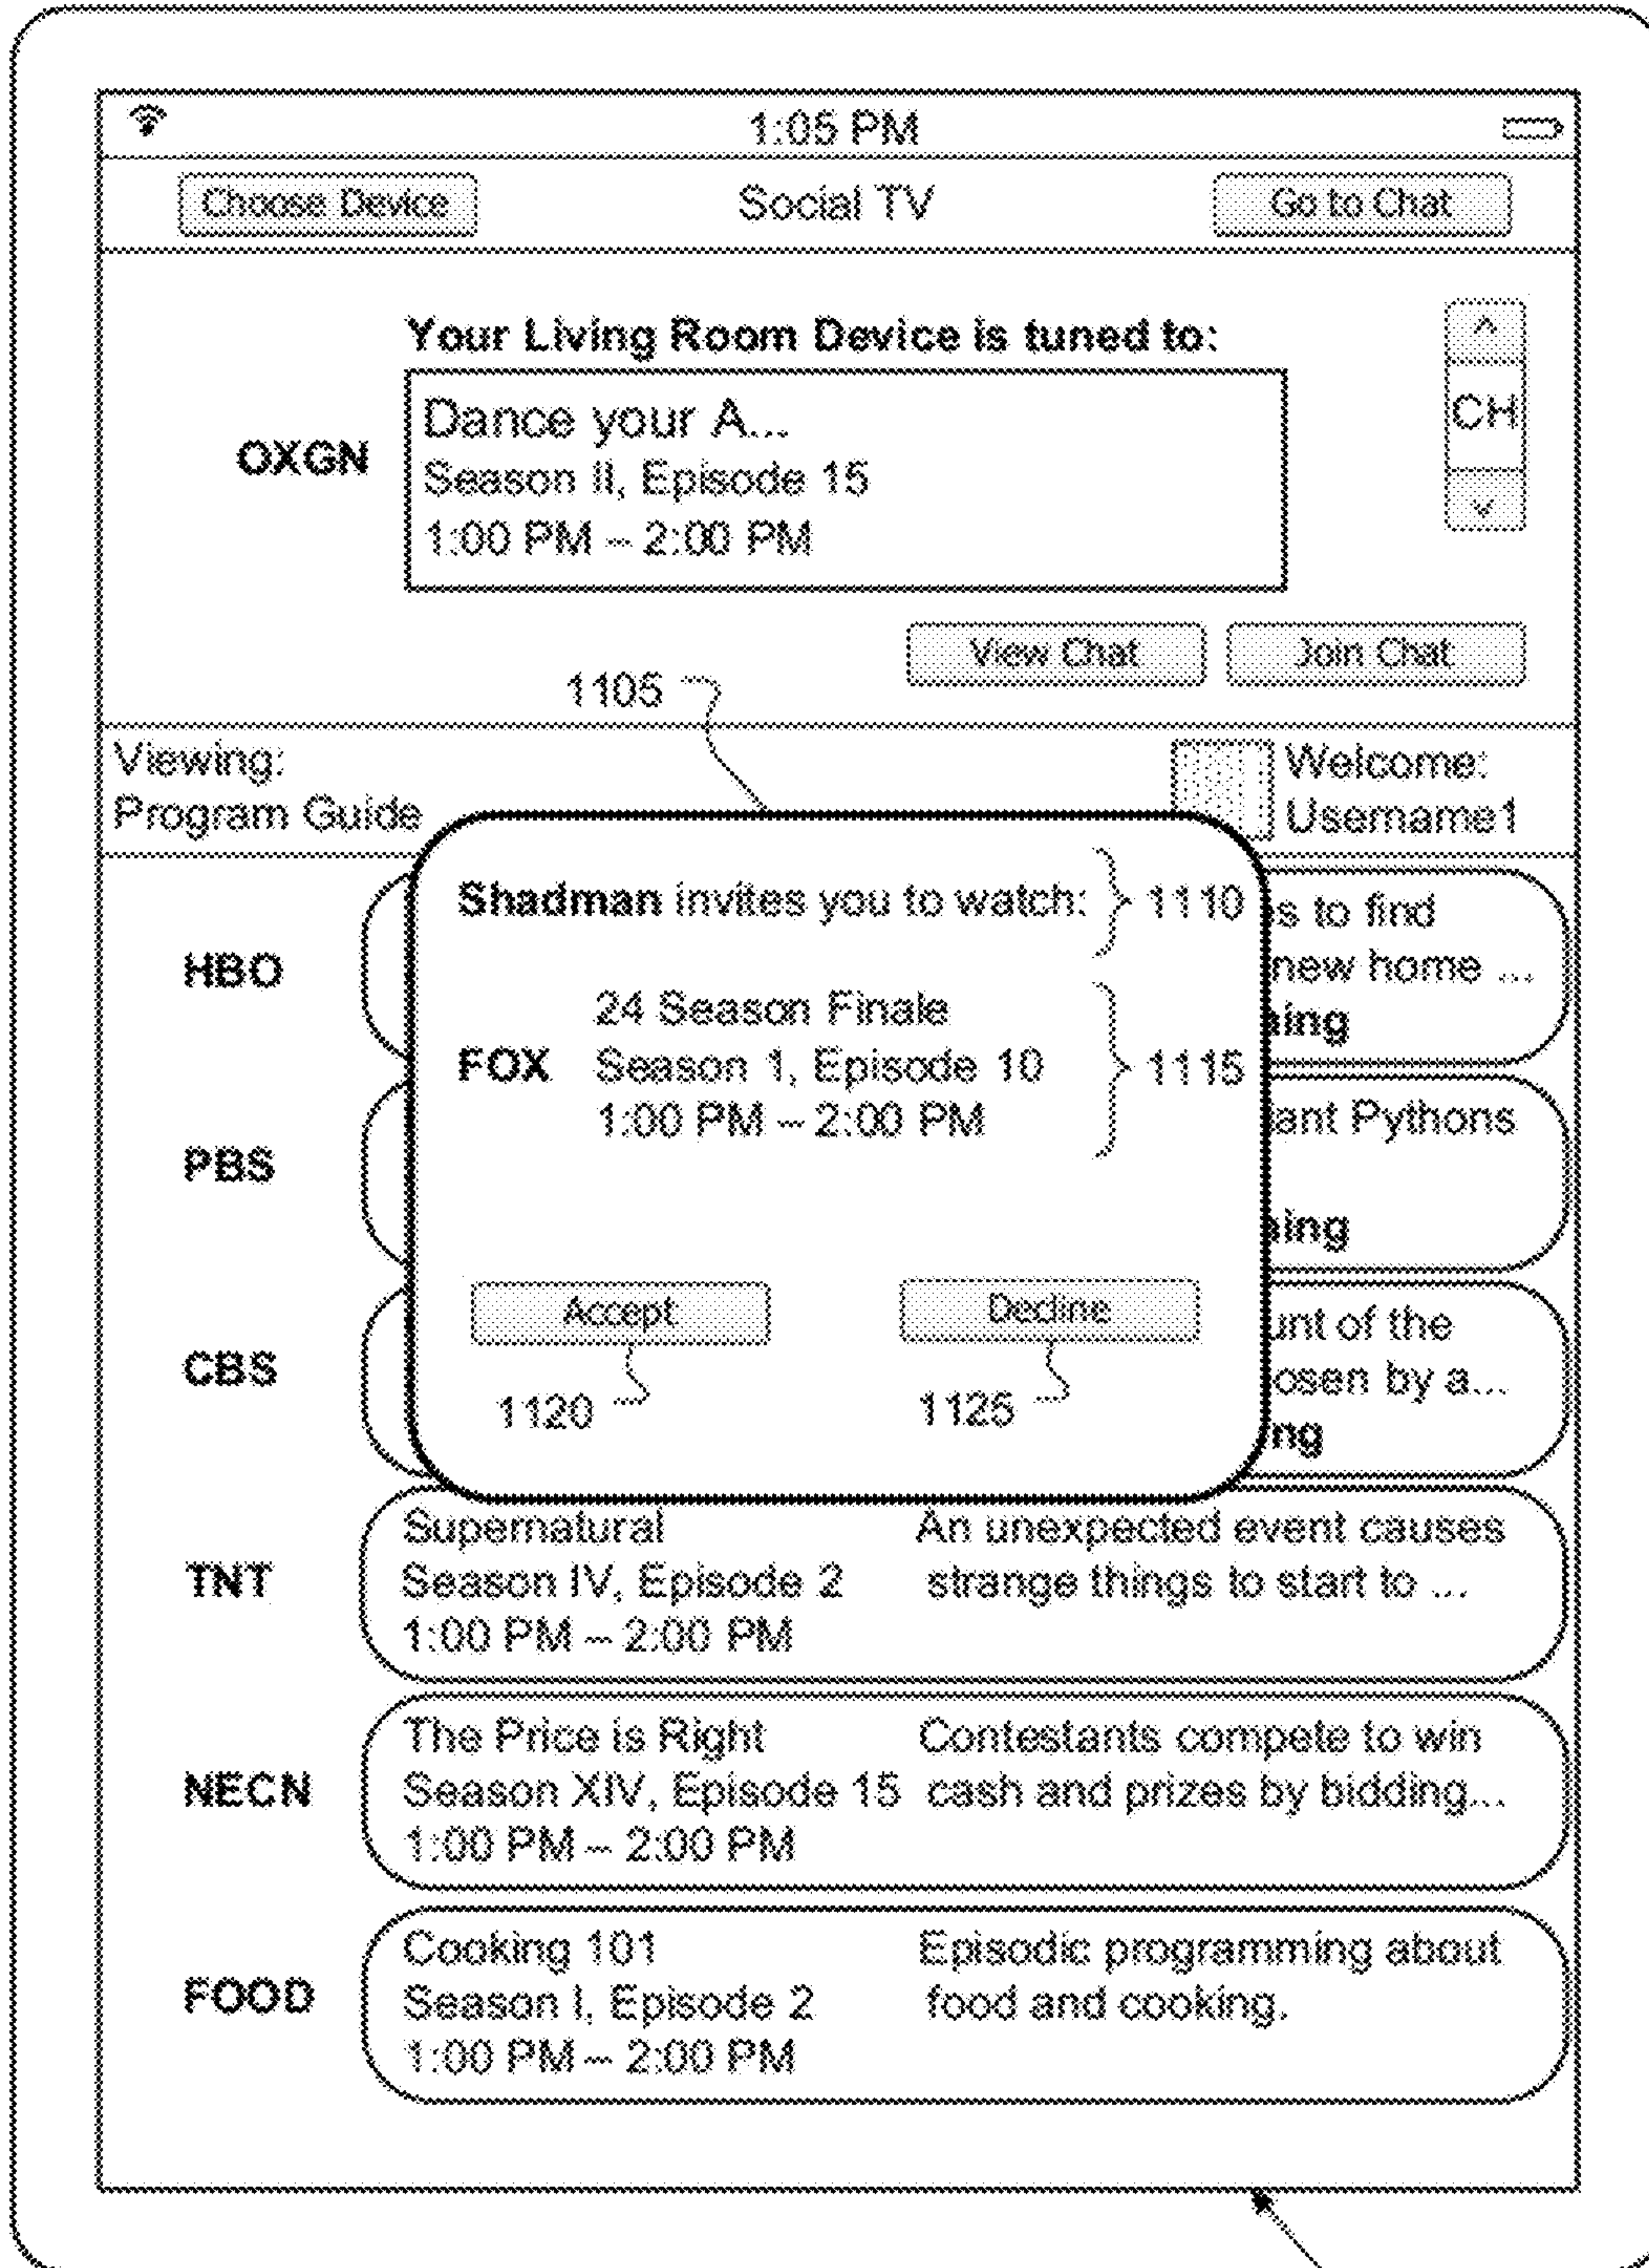 1:05 PM
Choose Device Social TV Go to Chat
Your Living Room Device is tuned to:
^
Dance your A...
CH
OXGN
Season II, Episode 15
v
1:00 PM – 2:00 PM
View Chat Join Chat
1105
Viewing: Welcome:
Program Guide Username1
Shadman invites you to watch: 1110
s to find
HBO
new home ...
24 Season Finale
ing
FOX Season 1, Episode 10 1115
1:00 PM – 2:00 PM
ant Pythons
PBS
ing
Accept Decline
unt of the
CBS
osen by a...
1120 1125
ng
Supernatural An unexpected event causes
TNT Season IV, Episode 2 strange things to start to ...
1:00 PM – 2:00 PM
The Price is Right Contestants compete to win
NECN Season XIV, Episode 15 cash and prizes by bidding...
1:00 PM – 2:00 PM
Cooking 101 Episodic programming about
FOOD Season I, Episode 2 food and cooking.
1:00 PM – 2:00 PM